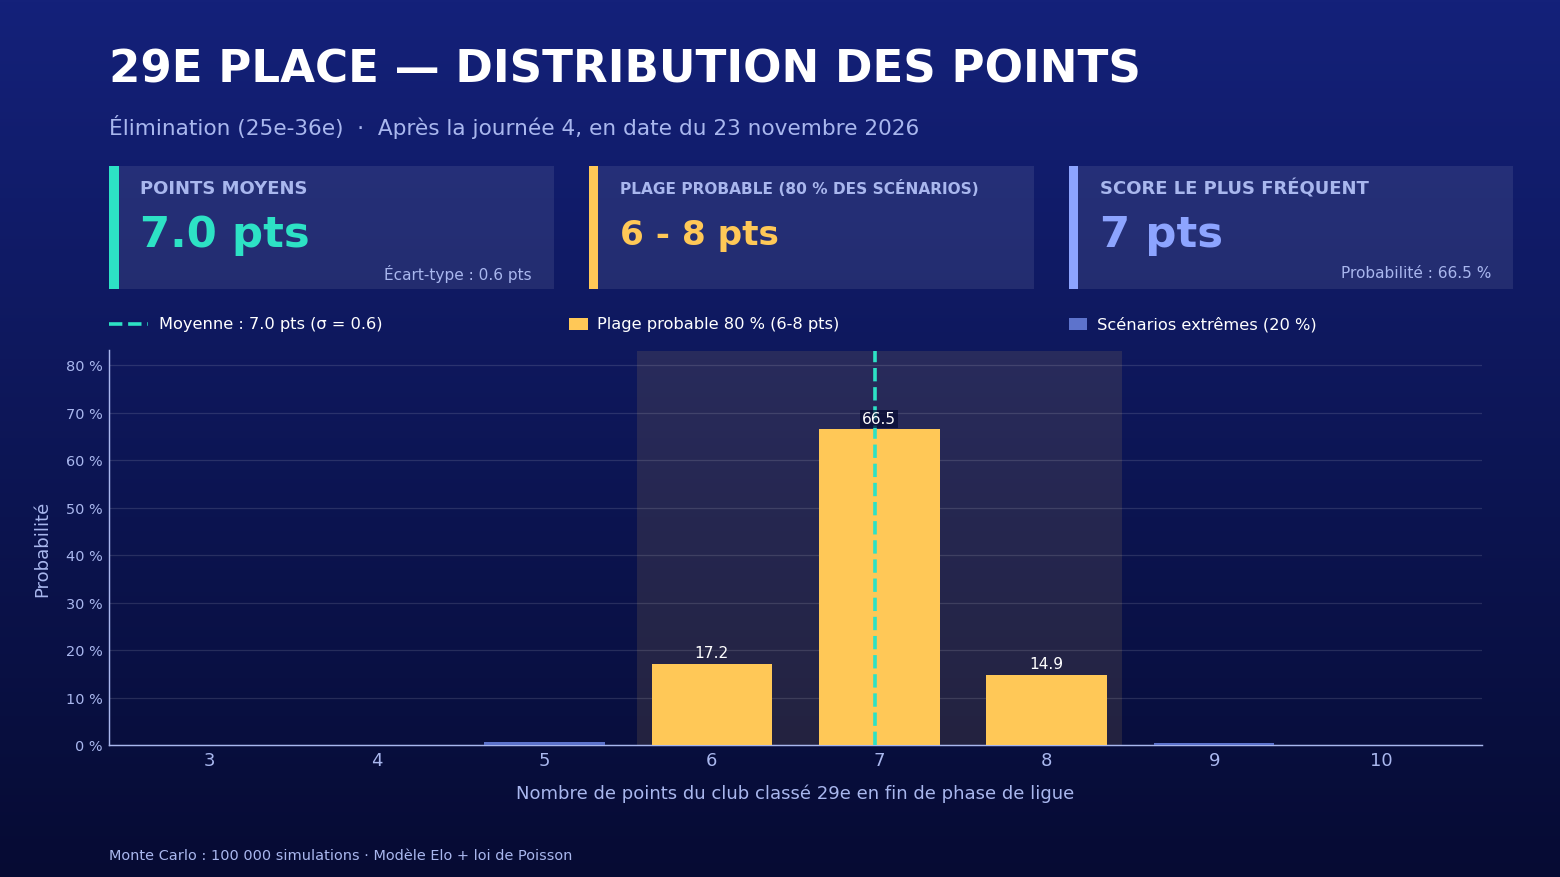 29E PLACE — DISTRIBUTION DES POINTS
Élimination (25e-36e) · Après la journée 4, en date du 23 novembre 2026
POINTS MOYENS
7.0 pts
Écart-type : 0.6 pts
PLAGE PROBABLE (80 % DES SCÉNARIOS)
6 - 8 pts
SCORE LE PLUS FRÉQUENT
7 pts
Probabilité : 66.5 %
Moyenne : 7.0 pts (σ = 0.6)
Plage probable 80 % (6-8 pts)
Scénarios extrêmes (20 %)
Probabilité
80 %
70 %
60 %
50 %
40 %
30 %
20 %
10 %
0 %
17.2
66.5
14.9
3 4 5 6 7 8 9 10
Nombre de points du club classé 29e en fin de phase de ligue
Monte Carlo : 100 000 simulations · Modèle Elo + loi de Poisson